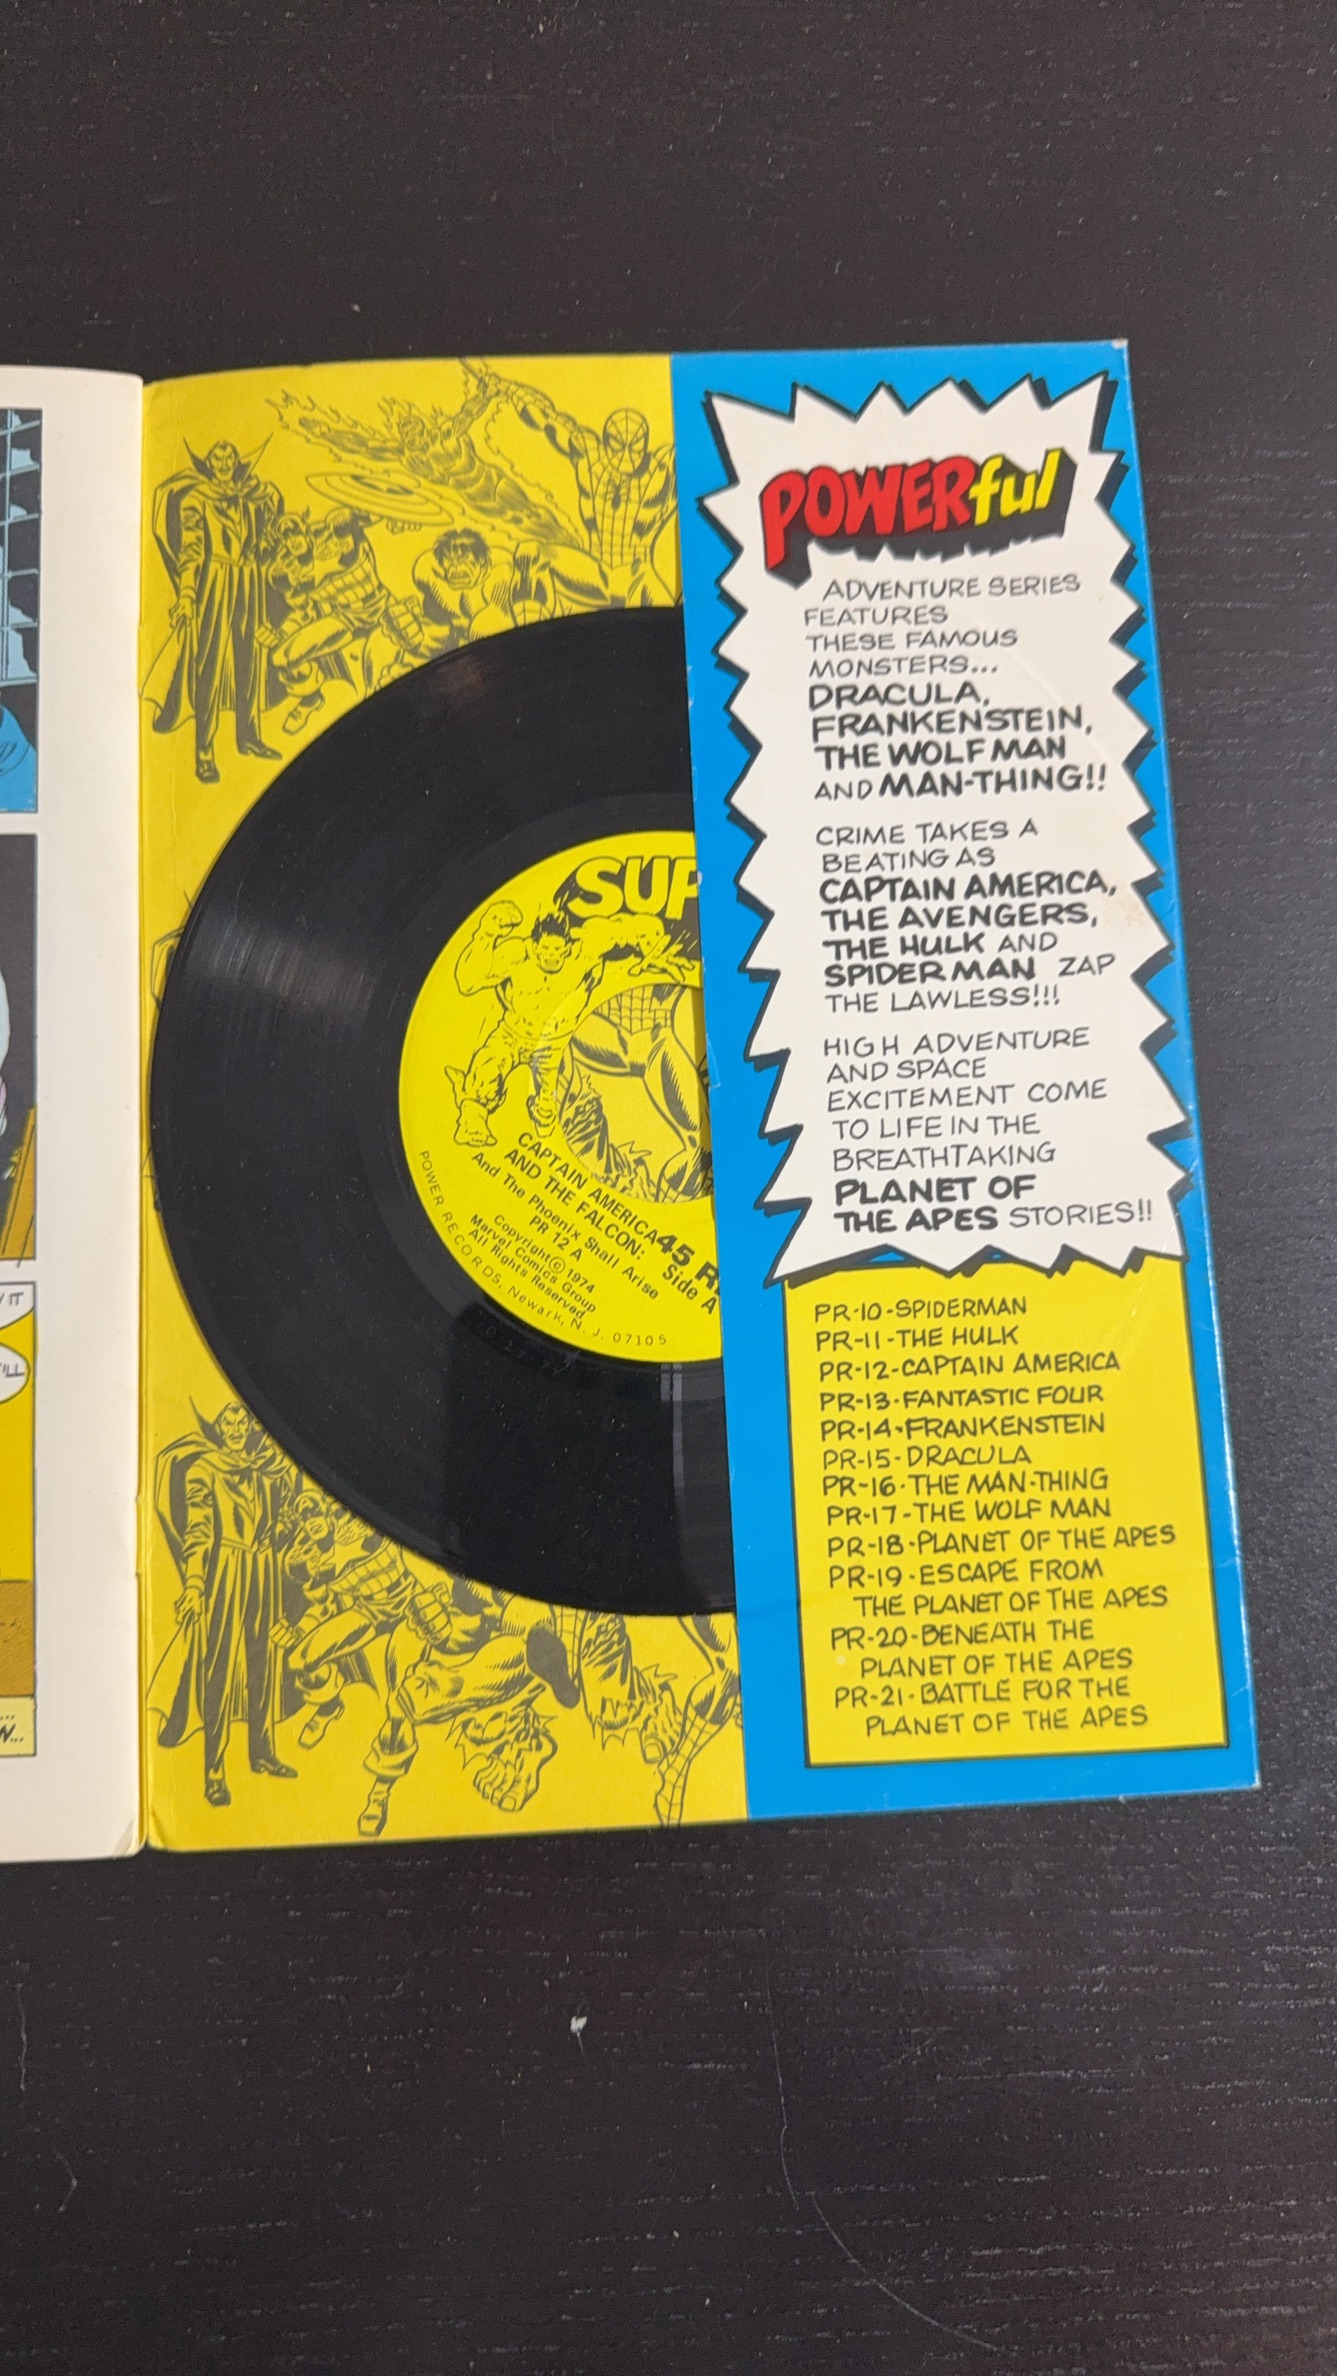 V IT
'LL
...
N...
SUP
CAPTAIN AMERICA
AND THE FALCON:
And The Phoenix Shall Arise
PR 12 A
45 R
Side A
Copyright © 1974
Marvel Comics Group
All Rights Reserved
POWER RECORDS, Newark, N. J. 07105
POWERful
ADVENTURE SERIES
FEATURES
THESE FAMOUS
MONSTERS...
DRACULA,
FRANKENSTEIN,
THE WOLFMAN
AND MAN-THING!!
CRIME TAKES A
BEATING AS
CAPTAIN AMERICA,
THE AVENGERS,
THE HULK AND
SPIDERMAN ZAP
THE LAWLESS!!!
HIGH ADVENTURE
AND SPACE
EXCITEMENT COME
TO LIFE IN THE
BREATHTAKING
PLANET OF
THE APES STORIES!!
PR-10-SPIDERMAN
PR-11-THE HULK
PR-12-CAPTAIN AMERICA
PR-13-FANTASTIC FOUR
PR-14-FRANKENSTEIN
PR-15-DRACULA
PR-16-THE MAN-THING
PR-17-THE WOLF MAN
PR-18-PLANET OF THE APES
PR-19-ESCAPE FROM
THE PLANET OF THE APES
PR-20-BENEATH THE
PLANET OF THE APES
PR-21-BATTLE FOR THE
PLANET OF THE APES